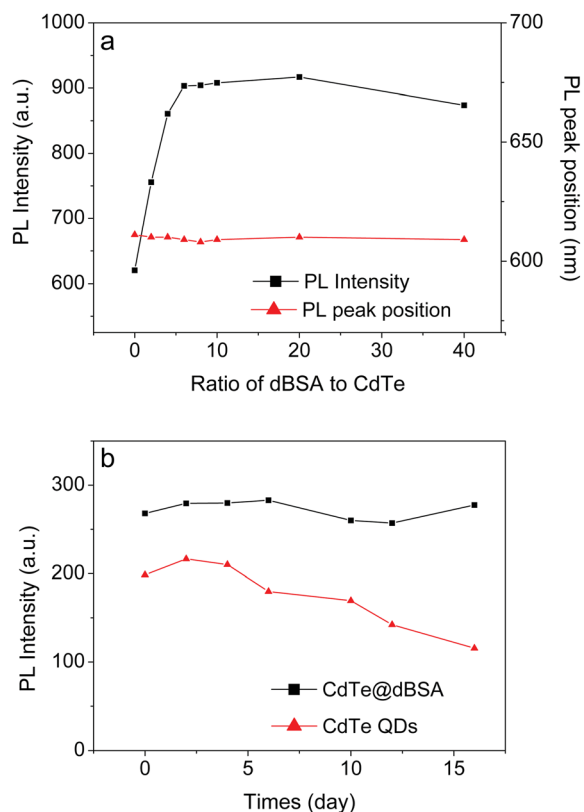 a
1000
900
800
700
600
PL Intensity (a.u.)
700
650
600
PL peak position (nm)
PL Intensity
PL peak position
0 10 20 30 40
Ratio of dBSA to CdTe
b
300
200
100
0
PL Intensity (a.u.)
CdTe@dBSA
CdTe QDs
0 5 10 15
Times (day)